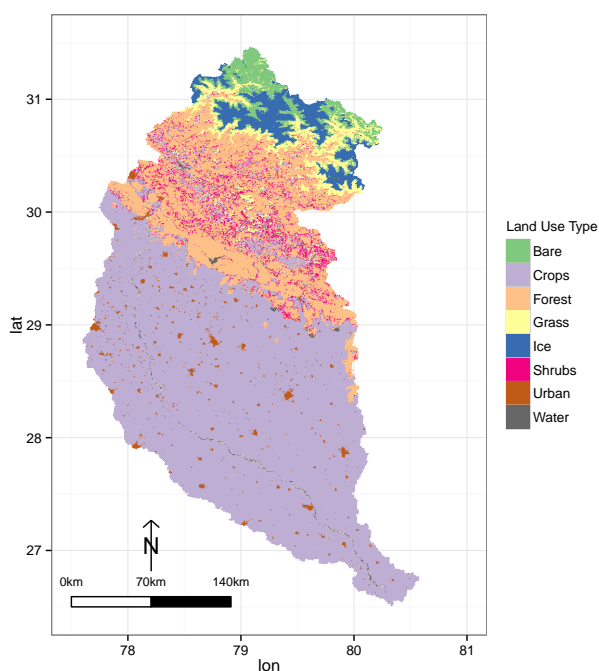 31
30
29
28
27
lat
N
0km 70km 140km
78 79 80 81
lon
Land Use Type
Bare
Crops
Forest
Grass
Ice
Shrubs
Urban
Water